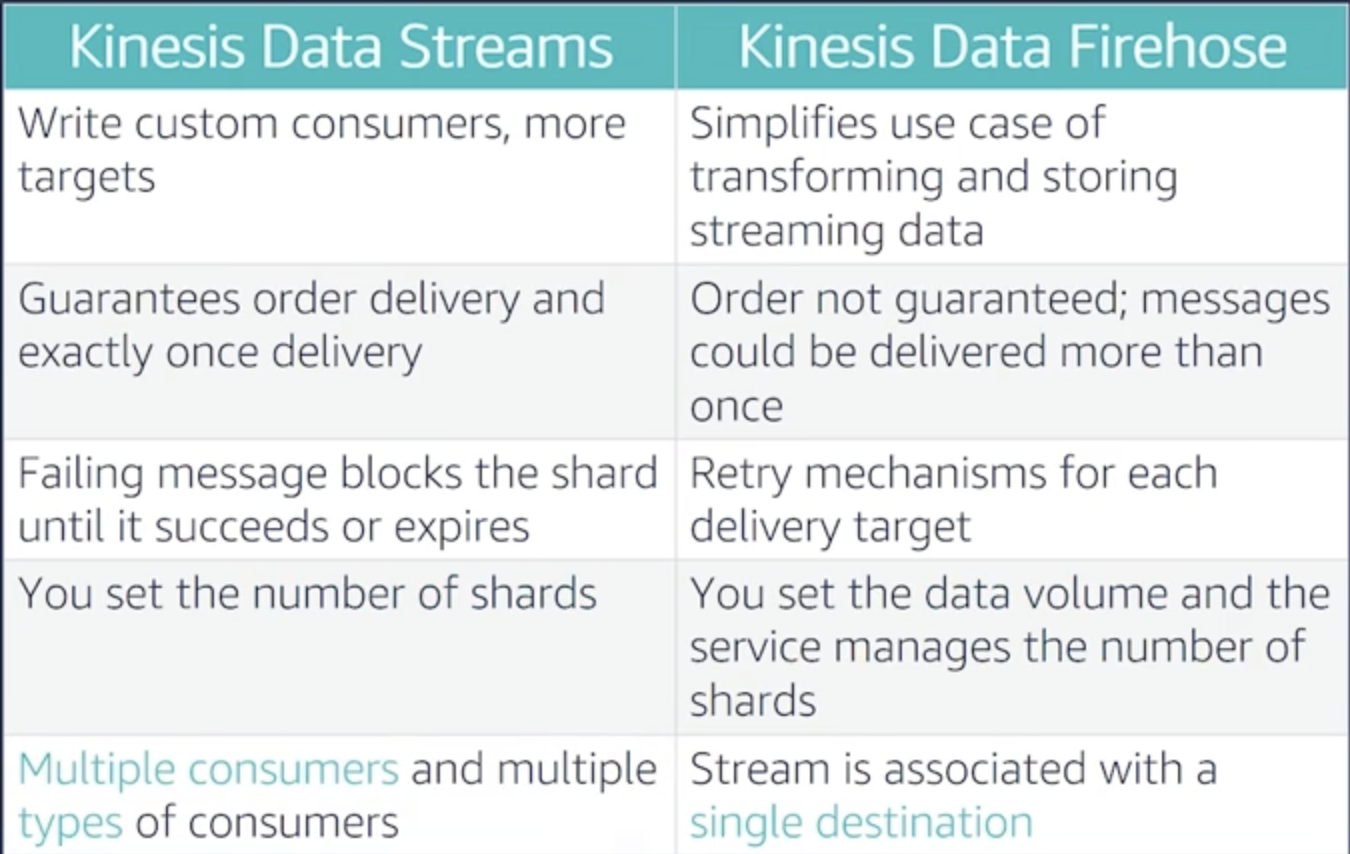 Kinesis Data Streams
Kinesis Data Firehose
Write custom consumers, more
targets
Simplifies use case of
transforming and storing
streaming data
Guarantees order delivery and
exactly once delivery
Order not guaranteed; messages
could be delivered more than
once
Failing message blocks the shard
until it succeeds or expires
Retry mechanisms for each
delivery target
You set the number of shards
You set the data volume and the
service manages the number of
shards
Multiple consumers and multiple
types of consumers
Stream is associated with a
single destination